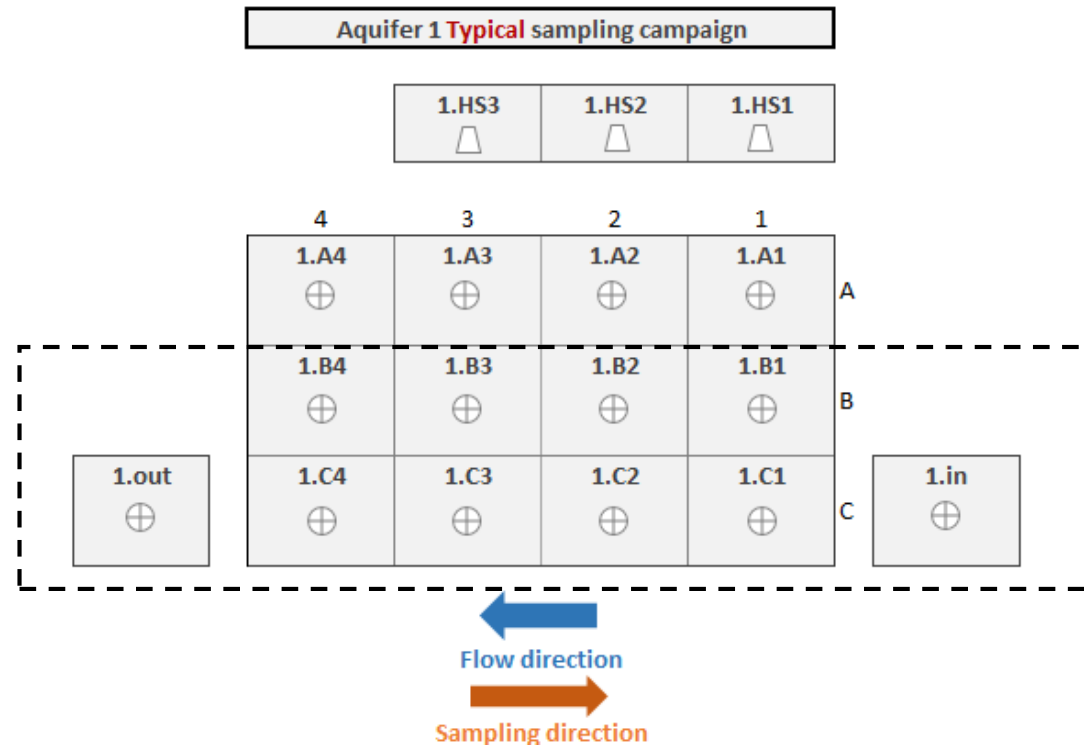 Aquifer 1 Typical sampling campaign
1.HS3 1.HS2 1.HS1
4 3 2 1
1.A4 1.A3 1.A2 1.A1
A
1.B4 1.B3 1.B2 1.B1
B
1.out 1.C4 1.C3 1.C2 1.C1 1.in
C
Flow direction
Sampling direction